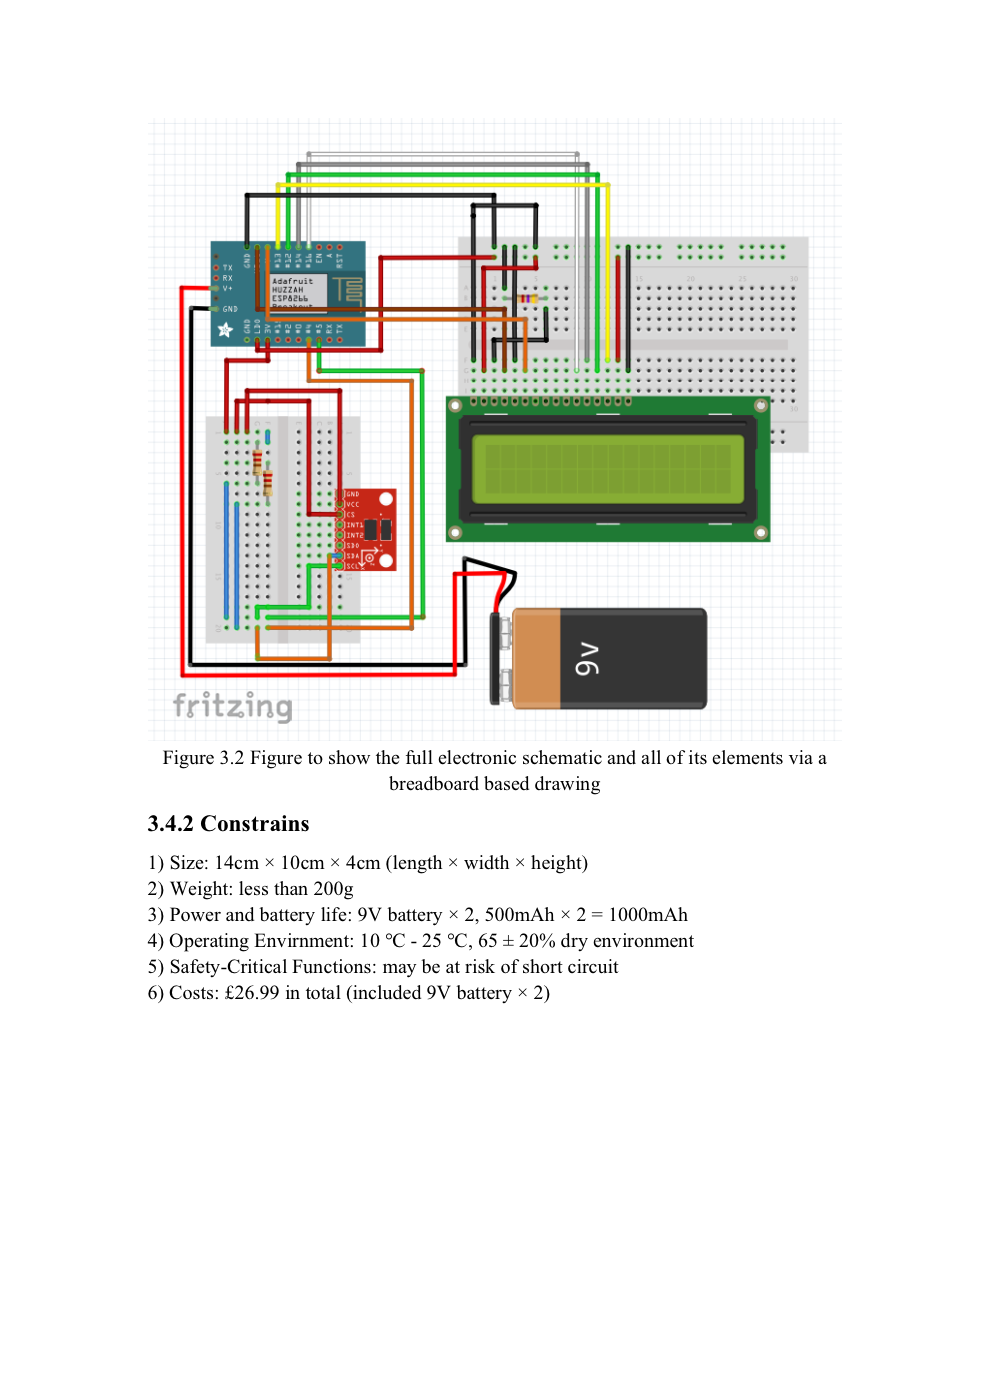 GND
#13
#12
#14
#16
EN
A
RST
TX
RX
V+
GND
Adafruit
HUZZAH
ESP8266
Breakout
GND
LDO
3V
#2
#0
#4
#5
RX
TX
15
20
25
30
30
GND
VCC
CS
INT1
INT2
SDO
SDA
SCL
9V
fritzing
Figure 3.2 Figure to show the full electronic schematic and all of its elements via a
breadboard based drawing
3.4.2 Constrains
1) Size: 14cm × 10cm × 4cm (length × width × height)
2) Weight: less than 200g
3) Power and battery life: 9V battery × 2, 500mAh × 2 = 1000mAh
4) Operating Envirnment: 10 ℃ - 25 ℃, 65 ± 20% dry environment
5) Safety-Critical Functions: may be at risk of short circuit
6) Costs: £26.99 in total (included 9V battery × 2)